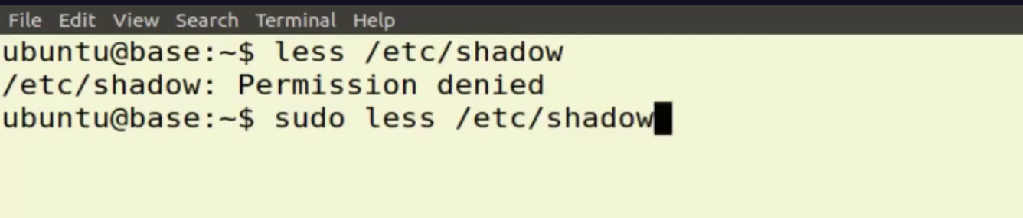 File Edit View Search Terminal Help
ubuntu@base:~$ less /etc/shadow
/etc/shadow: Permission denied
ubuntu@base:~$ sudo less /etc/shadow